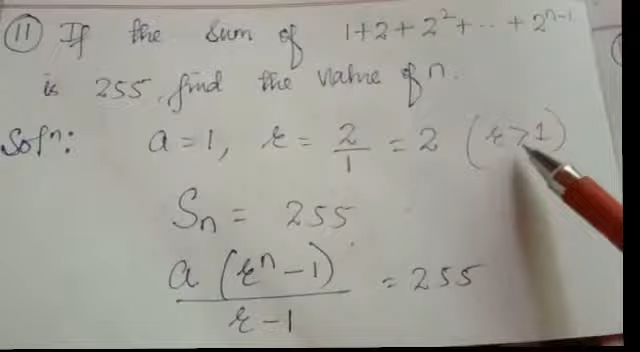 (11) If the sum of 1+2+2²+...+2ⁿ⁻¹
is 255, find the value of n.
Solⁿ: a = 1, r = 2/1 = 2 (r > 1)
Sₙ = 255
a(rⁿ-1)/r-1 = 255